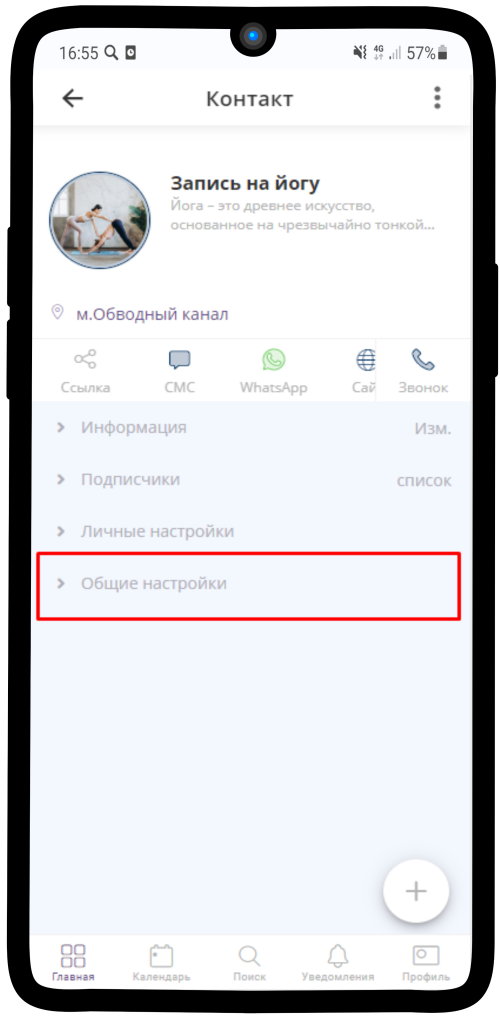 16:55 4G 57%
Контакт
Запись на йогу
Йога – это древнее искусство,
основанное на чрезвычайно тонкой...
м.Обводный канал
Ссылка СМС WhatsApp Сай Звонок
Информация Изм.
Подписчики список
Личные настройки
Общие настройки
Главная Календарь Поиск Уведомления Профиль